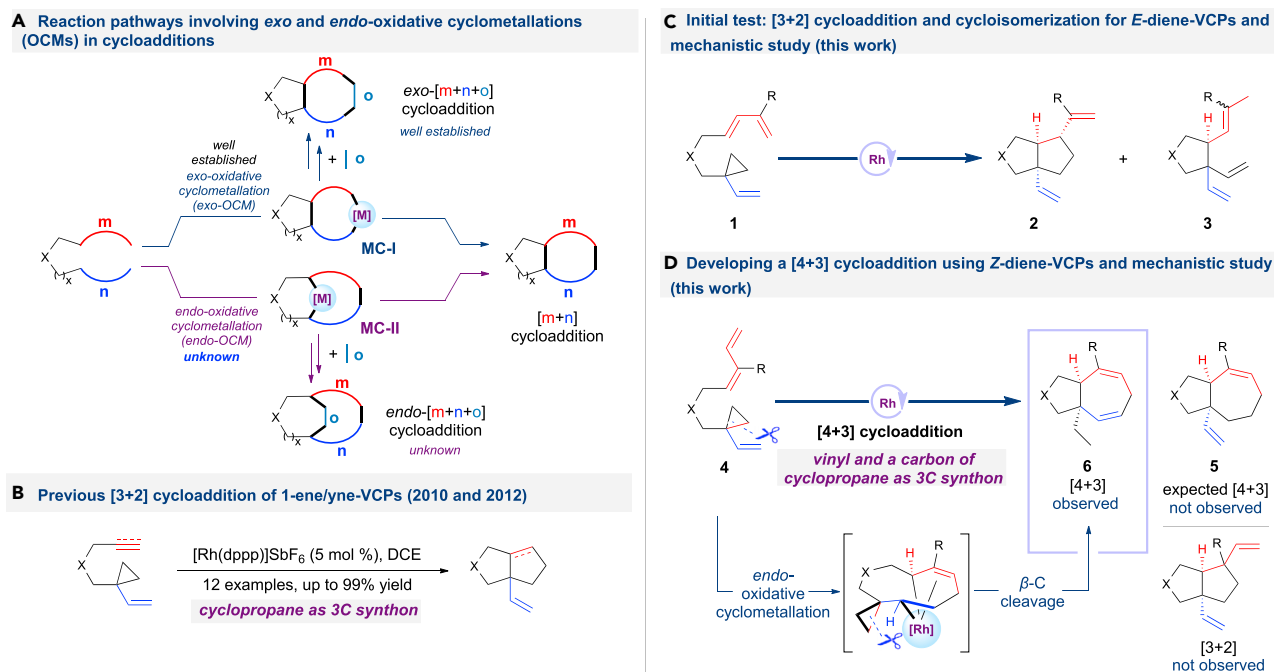 A Reaction pathways involving exo and endo-oxidative cyclometallations
(OCMs) in cycloadditions
m
X
( )x
o
n
exo-[m+n+o]
cycloaddition
well established
+ | o
well
established
exo-oxidative
cyclometallation
(exo-OCM)
X
( )x
[M]
MC-I
m
X
( )x
n
X
( )x
[M]
MC-II
endo-oxidative
cyclometallation
(endo-OCM)
unknown
m
X
( )x
n
[m+n]
cycloaddition
+ | o
m
X
( )x
o
n
endo-[m+n+o]
cycloaddition
unknown
B Previous [3+2] cycloaddition of 1-ene/yne-VCPs (2010 and 2012)
X
[Rh(dppp)]SbF6 (5 mol %), DCE
12 examples, up to 99% yield
cyclopropane as 3C synthon
X
C Initial test: [3+2] cycloaddition and cycloisomerization for E-diene-VCPs and
mechanistic study (this work)
R
X
1
Rh
R
H
X
2
+
R
H
X
3
D Developing a [4+3] cycloaddition using Z-diene-VCPs and mechanistic study
(this work)
R
X
4
Rh
[4+3] cycloaddition
vinyl and a carbon of
cyclopropane as 3C synthon
H
R
X
6
[4+3]
observed
H
R
X
5
expected [4+3]
not observed
endo-
oxidative
cyclometallation
H
R
X
H
[Rh]
β-C
cleavage
H
R
X
[3+2]
not observed